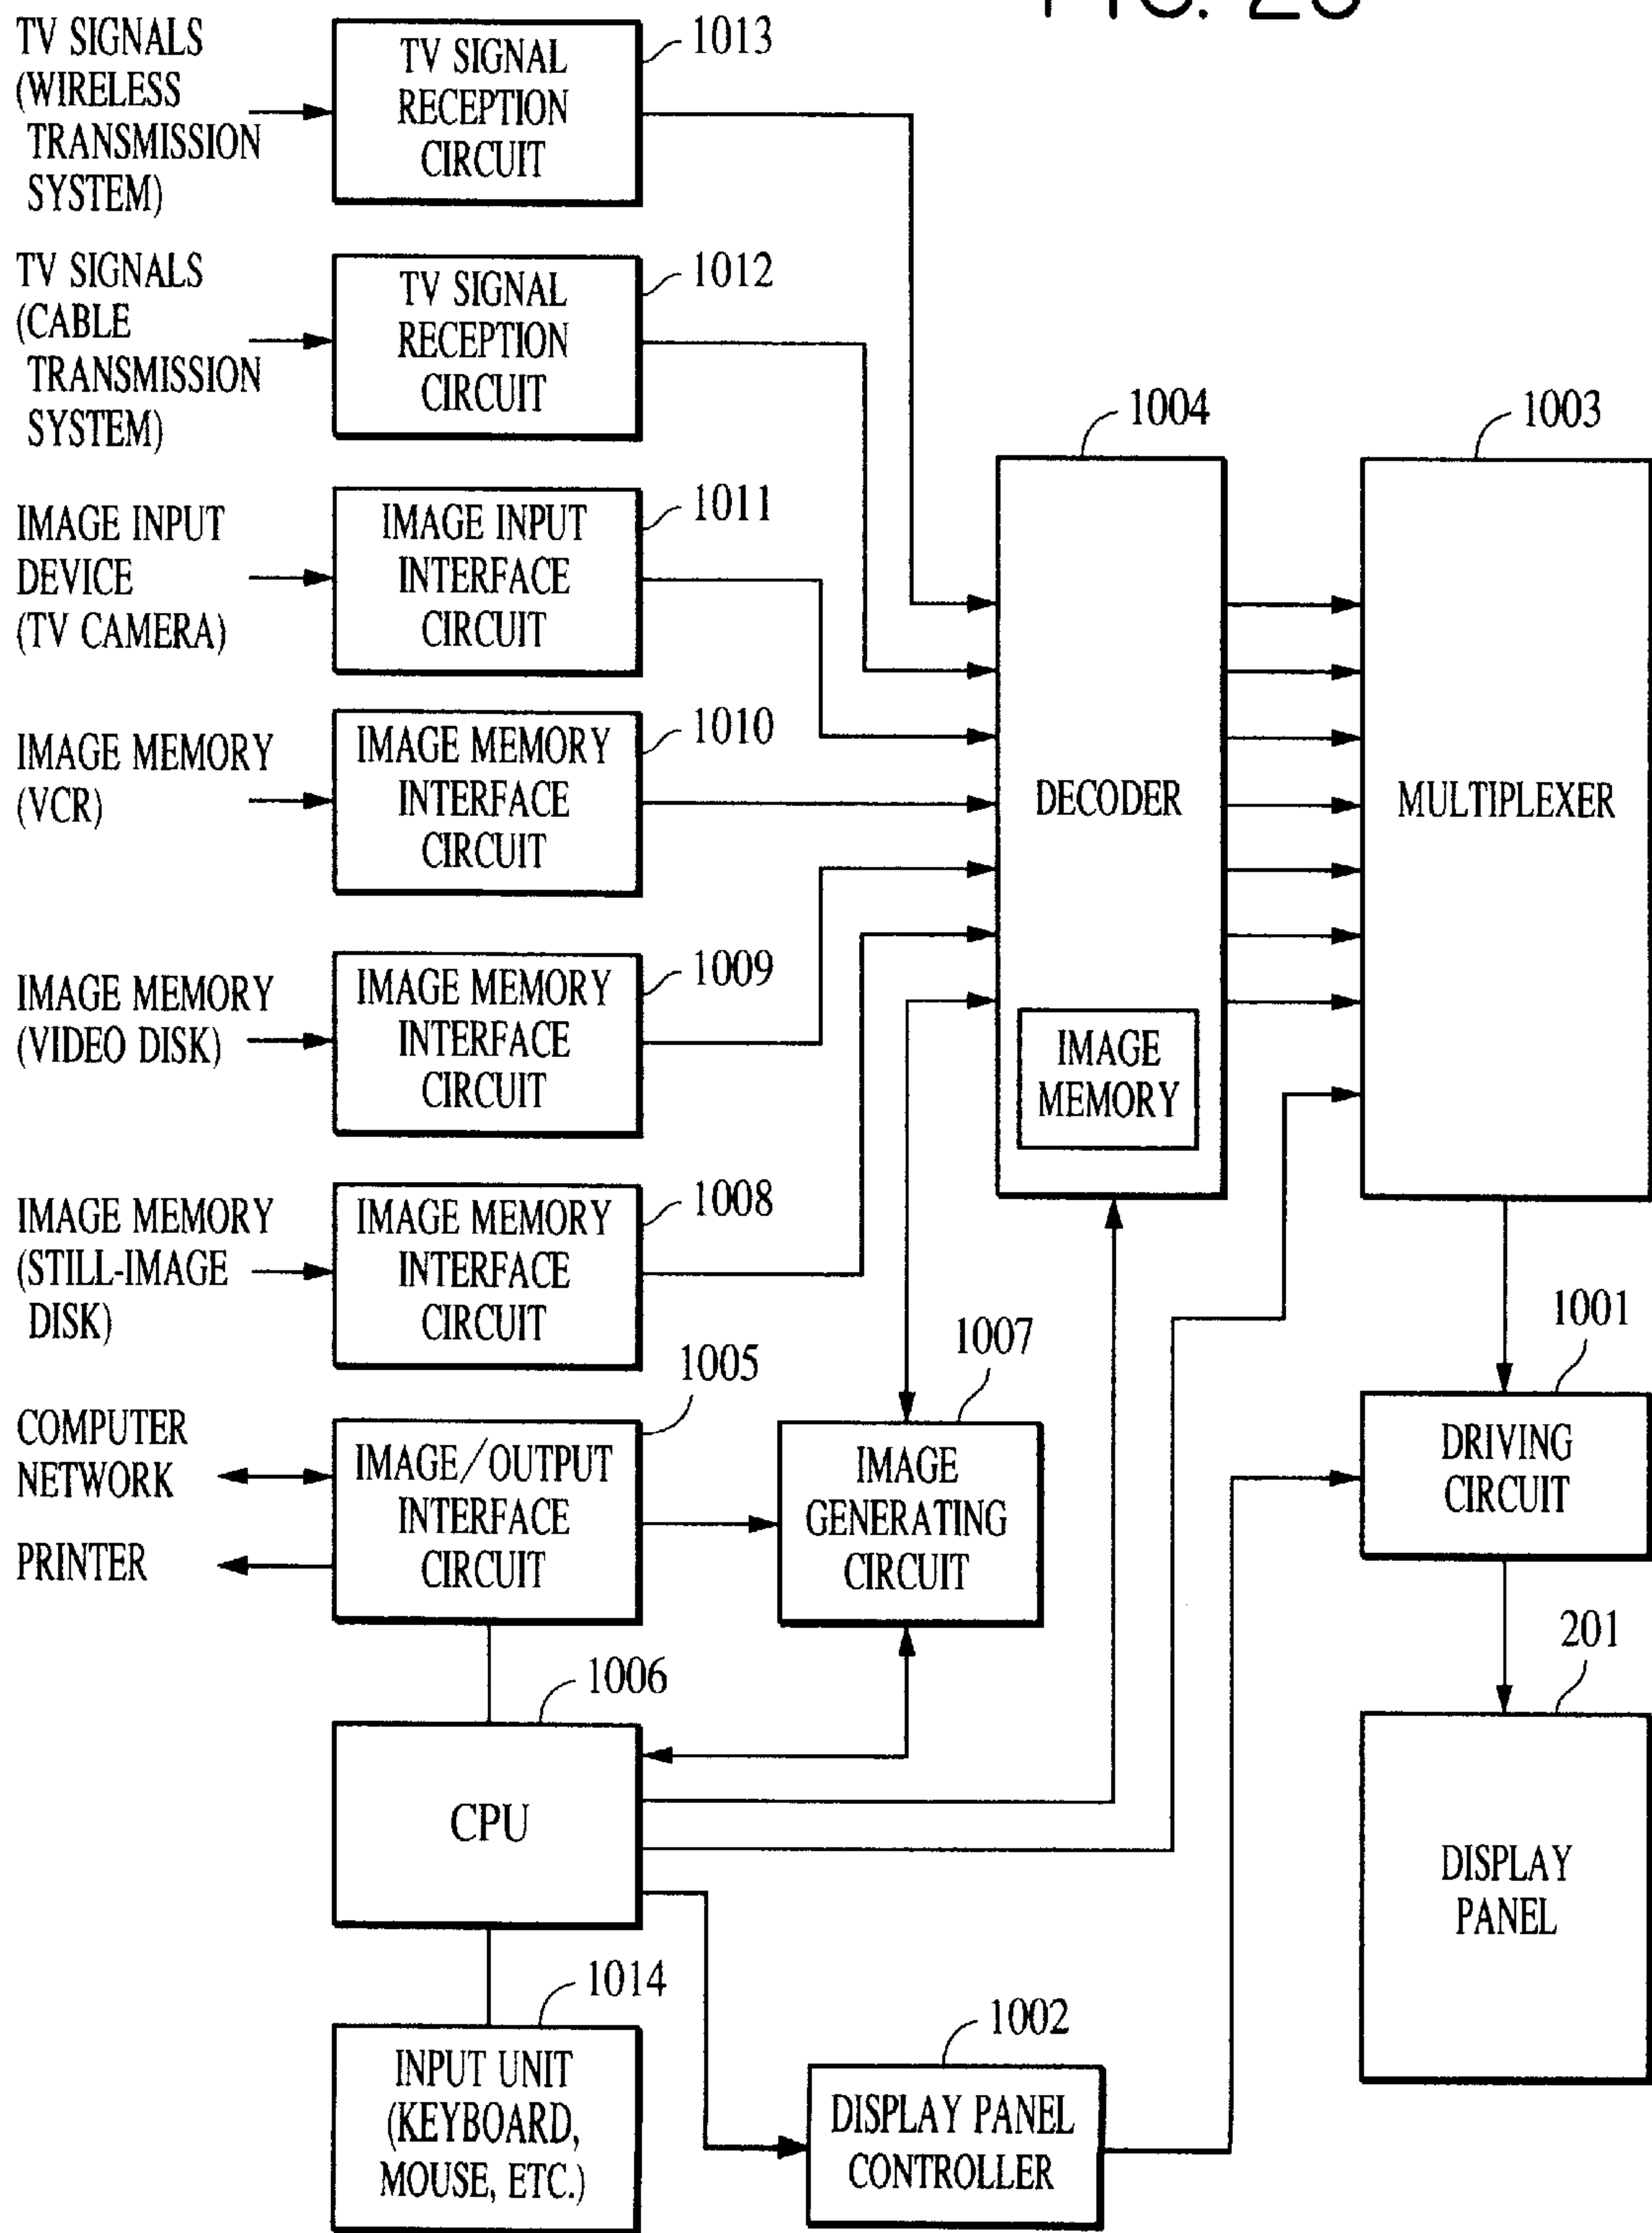 TV SIGNALS
(WIRELESS
TRANSMISSION
SYSTEM)
TV SIGNAL
RECEPTION
CIRCUIT
1013
TV SIGNALS
(CABLE
TRANSMISSION
SYSTEM)
TV SIGNAL
RECEPTION
CIRCUIT
1012
IMAGE INPUT
DEVICE
(TV CAMERA)
IMAGE INPUT
INTERFACE
CIRCUIT
1011
IMAGE MEMORY
(VCR)
IMAGE MEMORY
INTERFACE
CIRCUIT
1010
IMAGE MEMORY
(VIDEO DISK)
IMAGE MEMORY
INTERFACE
CIRCUIT
1009
IMAGE MEMORY
(STILL-IMAGE
DISK)
IMAGE MEMORY
INTERFACE
CIRCUIT
1008
COMPUTER
NETWORK
PRINTER
IMAGE/OUTPUT
INTERFACE
CIRCUIT
1005
IMAGE
GENERATING
CIRCUIT
1007
CPU
1006
INPUT UNIT
(KEYBOARD,
MOUSE, ETC.)
1014
DISPLAY PANEL
CONTROLLER
1002
DECODER
1004
IMAGE
MEMORY
MULTIPLEXER
1003
DRIVING
CIRCUIT
1001
DISPLAY
PANEL
201